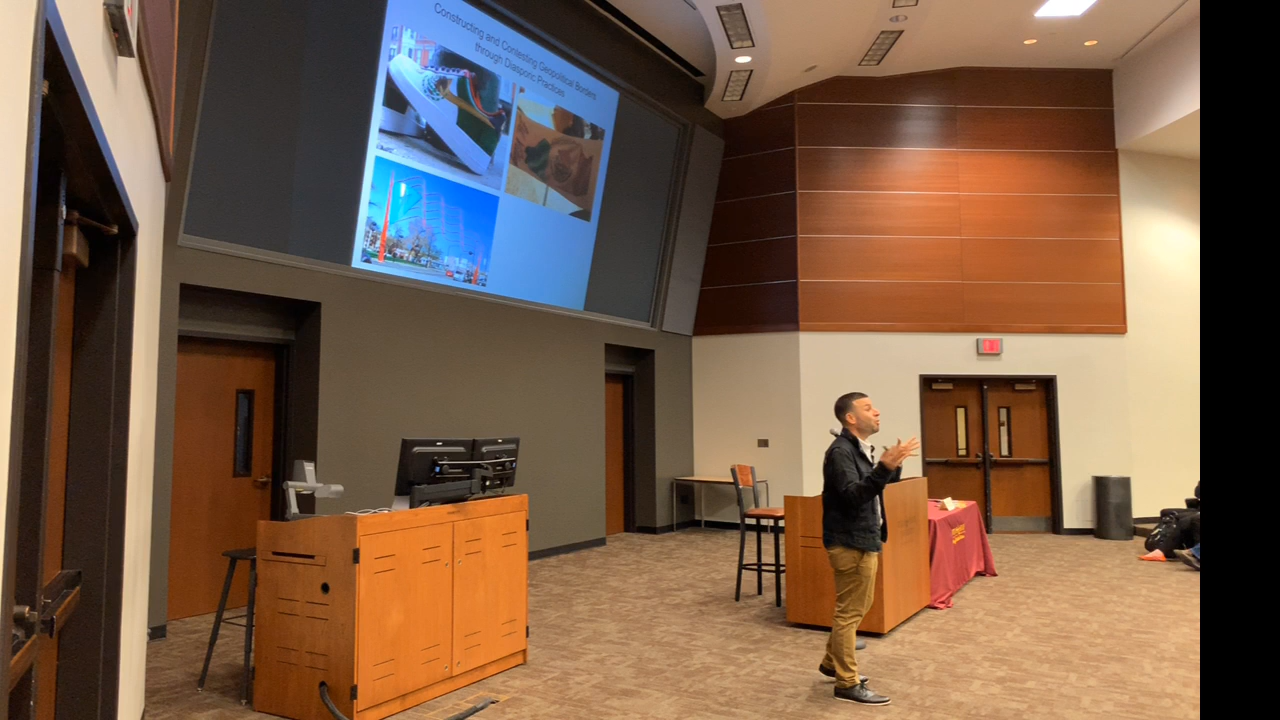 Constructing and Contesting Geopolitical Borders
through Diasporic Practices